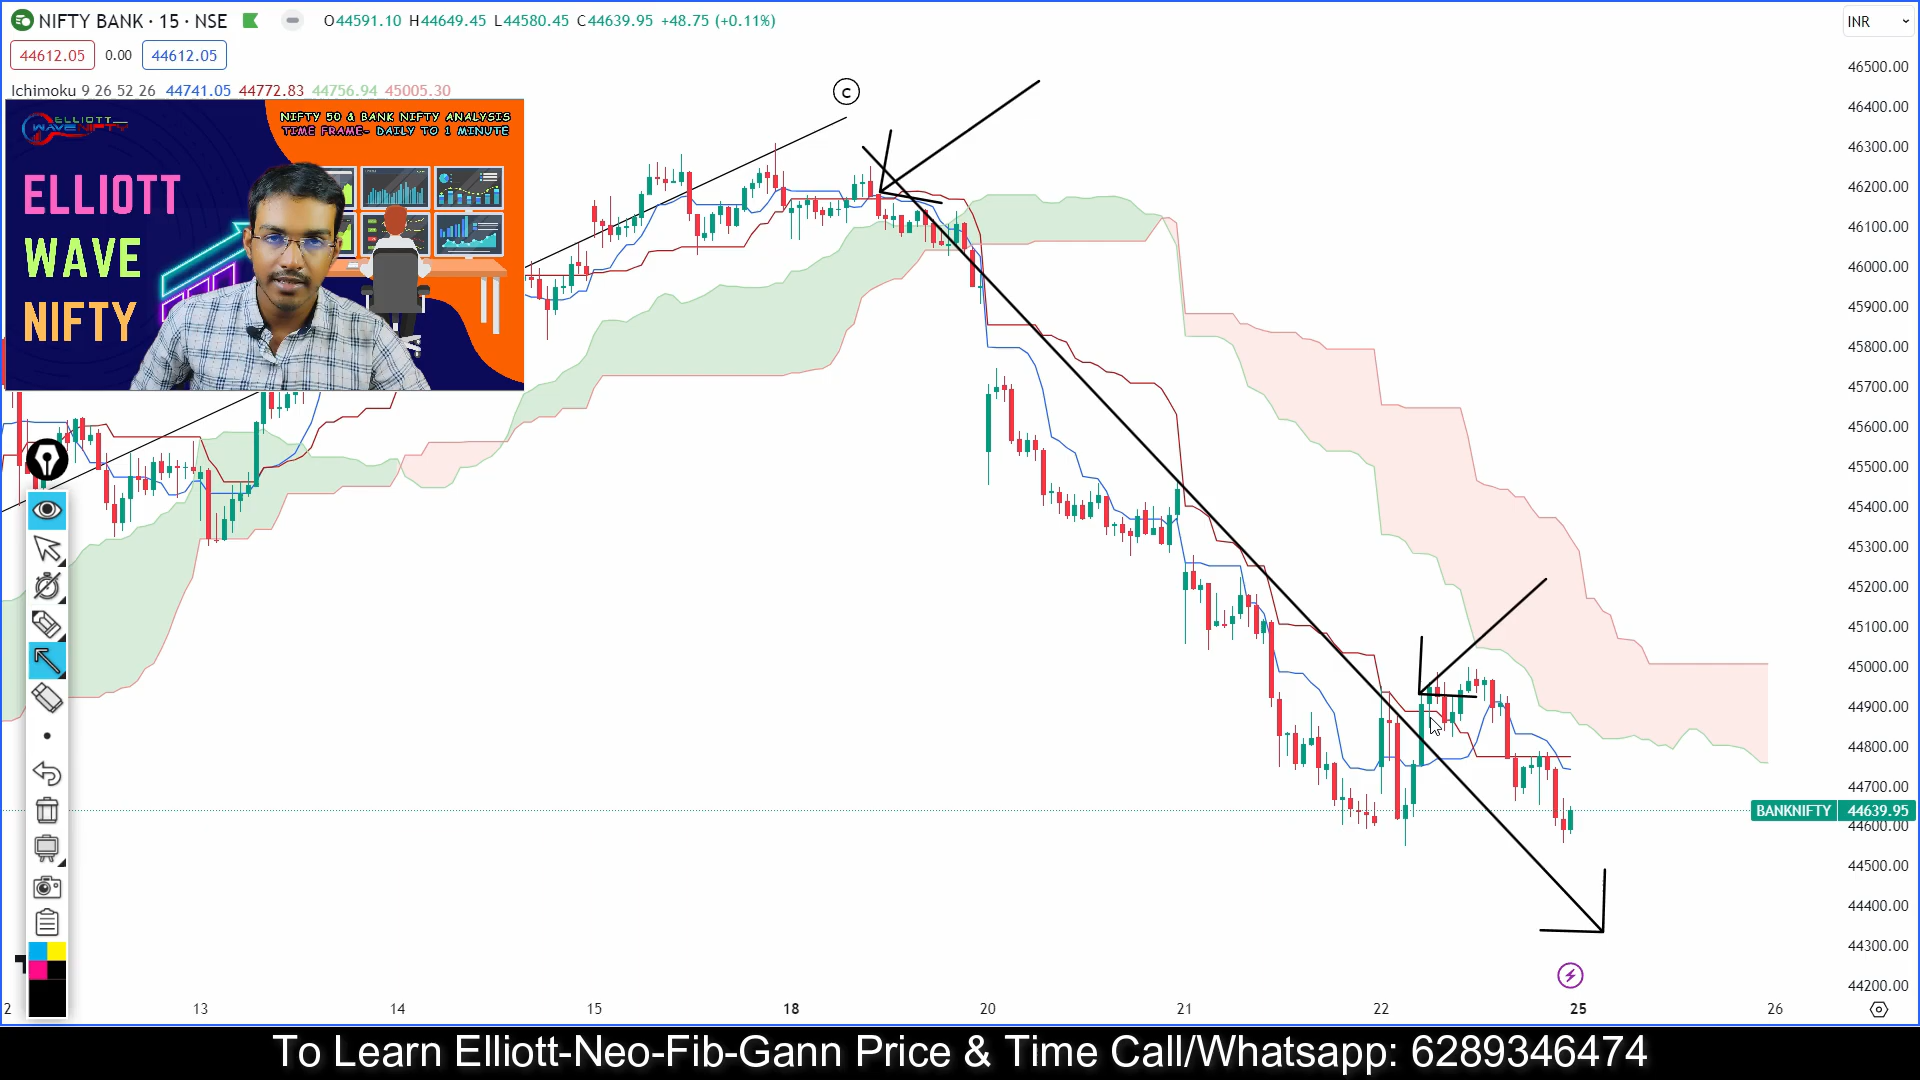 NIFTY BANK · 15 · NSE O44591.10 H44649.45 L44580.45 C44639.95 +48.75 (+0.11%)
INR
44612.05 0.00 44612.05
Ichimoku 9 26 52 26 44741.05 44772.83 44756.94 45005.30
ELLIOTT
WAVE NIFTY
NIFTY 50 & BANK NIFTY ANALYSIS
TIME FRAME- DAILY TO 1 MINUTE
ELLIOTT
WAVE
NIFTY
C
46500.00
46400.00
46300.00
46200.00
46100.00
46000.00
45900.00
45800.00
45700.00
45600.00
45500.00
45400.00
45300.00
45200.00
45100.00
45000.00
44900.00
44800.00
44700.00
BANKNIFTY 44639.95
44600.00
44500.00
44400.00
44300.00
44200.00
2 13 14 15 18 20 21 22 25 26
To Learn Elliott-Neo-Fib-Gann Price & Time Call/Whatsapp: 6289346474